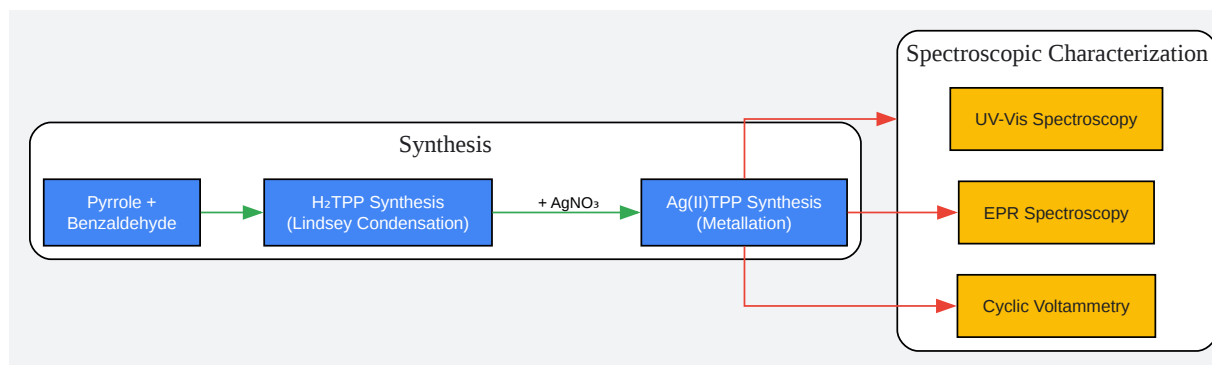 Synthesis
Pyrrole +
Benzaldehyde
H₂TPP Synthesis
(Lindsey Condensation)
+ AgNO₃
Ag(II)TPP Synthesis
(Metallation)
Spectroscopic Characterization
UV-Vis Spectroscopy
EPR Spectroscopy
Cyclic Voltammetry